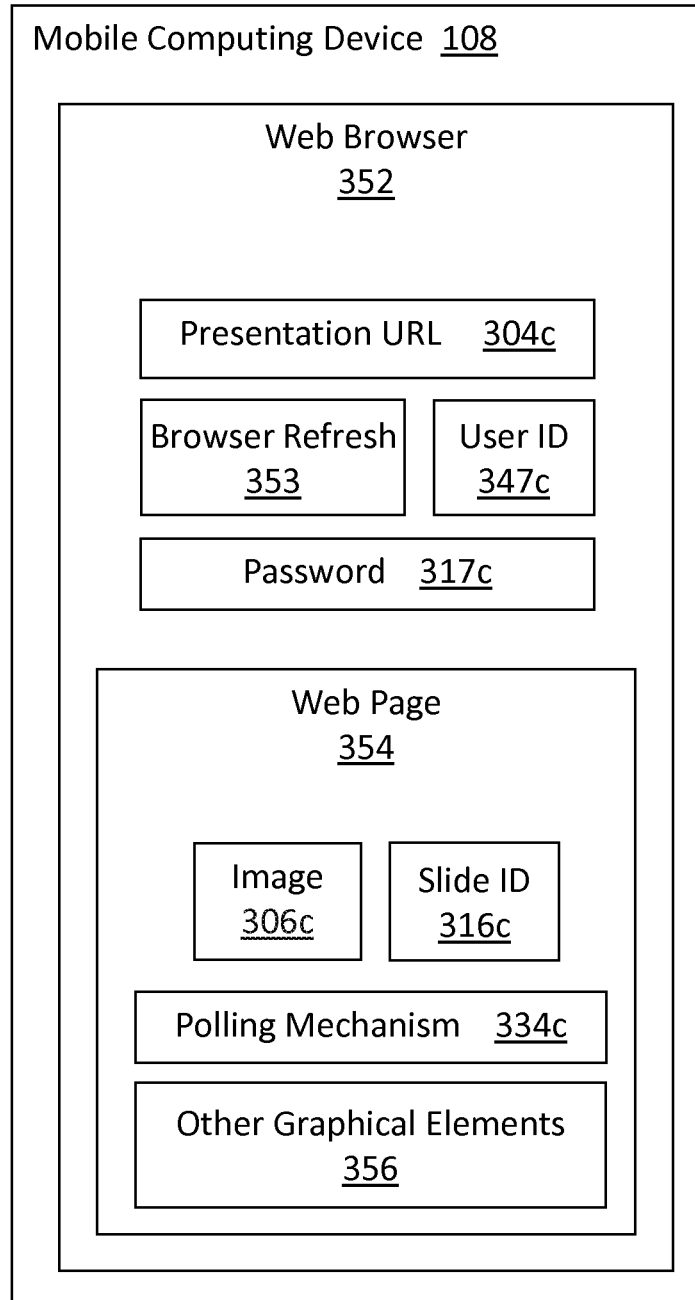 Mobile Computing Device 108
Web Browser
352
Presentation URL 304c
Browser Refresh
353
User ID
347c
Password 317c
Web Page
354
Image
306c
Slide ID
316c
Polling Mechanism 334c
Other Graphical Elements
356